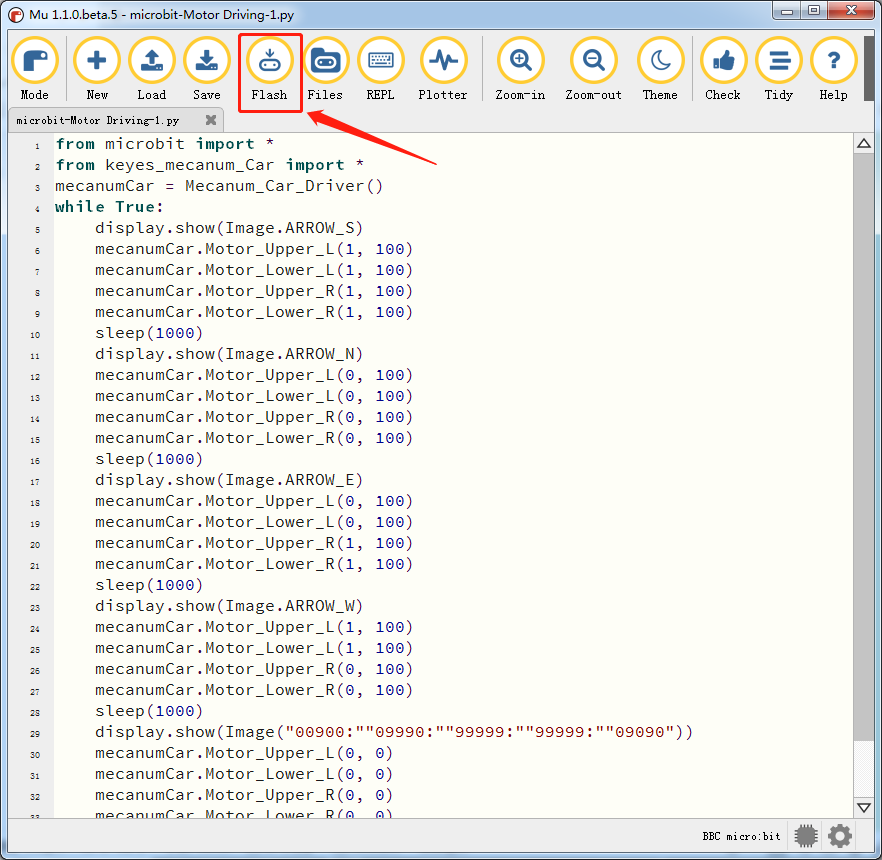 Mu 1.1.0.beta.5 - microbit-Motor Driving-1.py
Mode New Load Save Flash Files REPL Plotter Zoom-in Zoom-out Theme Check Tidy Help
microbit-Motor Driving-1.py
1 from microbit import *
2 from keyes_mecanum_Car import *
3 mecanumCar = Mecanum_Car_Driver()
4 while True:
5 display.show(Image.ARROW_S)
6 mecanumCar.Motor_Upper_L(1, 100)
7 mecanumCar.Motor_Lower_L(1, 100)
8 mecanumCar.Motor_Upper_R(1, 100)
9 mecanumCar.Motor_Lower_R(1, 100)
10 sleep(1000)
11 display.show(Image.ARROW_N)
12 mecanumCar.Motor_Upper_L(0, 100)
13 mecanumCar.Motor_Lower_L(0, 100)
14 mecanumCar.Motor_Upper_R(0, 100)
15 mecanumCar.Motor_Lower_R(0, 100)
16 sleep(1000)
17 display.show(Image.ARROW_E)
18 mecanumCar.Motor_Upper_L(0, 100)
19 mecanumCar.Motor_Lower_L(0, 100)
20 mecanumCar.Motor_Upper_R(1, 100)
21 mecanumCar.Motor_Lower_R(1, 100)
22 sleep(1000)
23 display.show(Image.ARROW_W)
24 mecanumCar.Motor_Upper_L(1, 100)
25 mecanumCar.Motor_Lower_L(1, 100)
26 mecanumCar.Motor_Upper_R(0, 100)
27 mecanumCar.Motor_Lower_R(0, 100)
28 sleep(1000)
29 display.show(Image("00900:""09990:""99999:""99999:""09090"))
30 mecanumCar.Motor_Upper_L(0, 0)
31 mecanumCar.Motor_Lower_L(0, 0)
32 mecanumCar.Motor_Upper_R(0, 0)
33 mecanumCar.Motor_Lower_R(0, 0)
BBC micro:bit